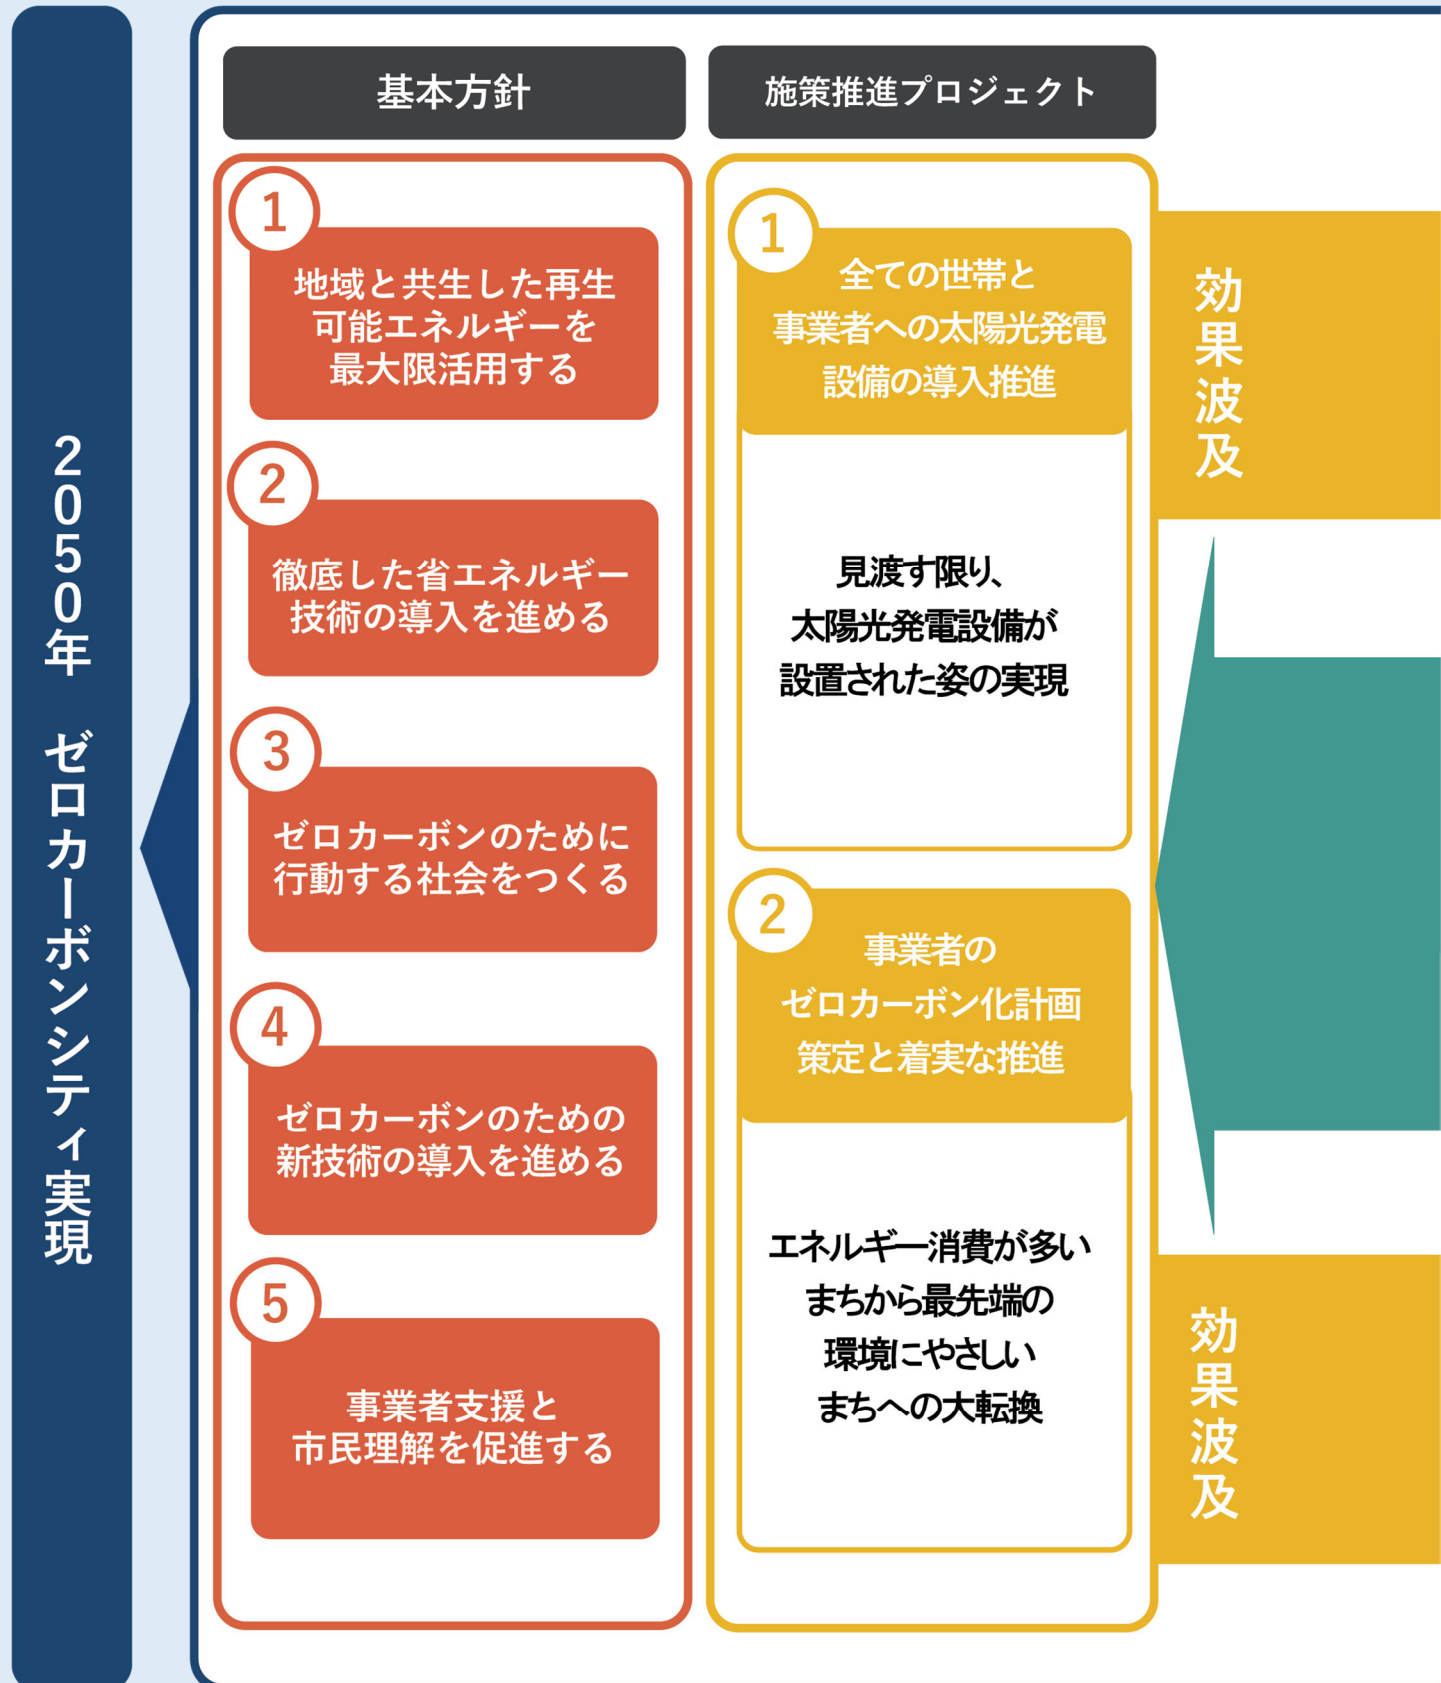 2050年 ゼロカーボンシティ実現
基本方針
1
地域と共生した再生
可能エネルギーを
最大限活用する
2
徹底した省エネルギー
技術の導入を進める
3
ゼロカーボンのために
行動する社会をつくる
4
ゼロカーボンのための
新技術の導入を進める
5
事業者支援と
市民理解を促進する
施策推進プロジェクト
1
全ての世帯と
事業者への太陽光発電
設備の導入推進
見渡す限り、
太陽光発電設備が
設置された姿の実現
2
事業者の
ゼロカーボン化計画
策定と着実な推進
エネルギー消費が多い
まちから最先端の
環境にやさしい
まちへの大転換
効果波及
効果波及